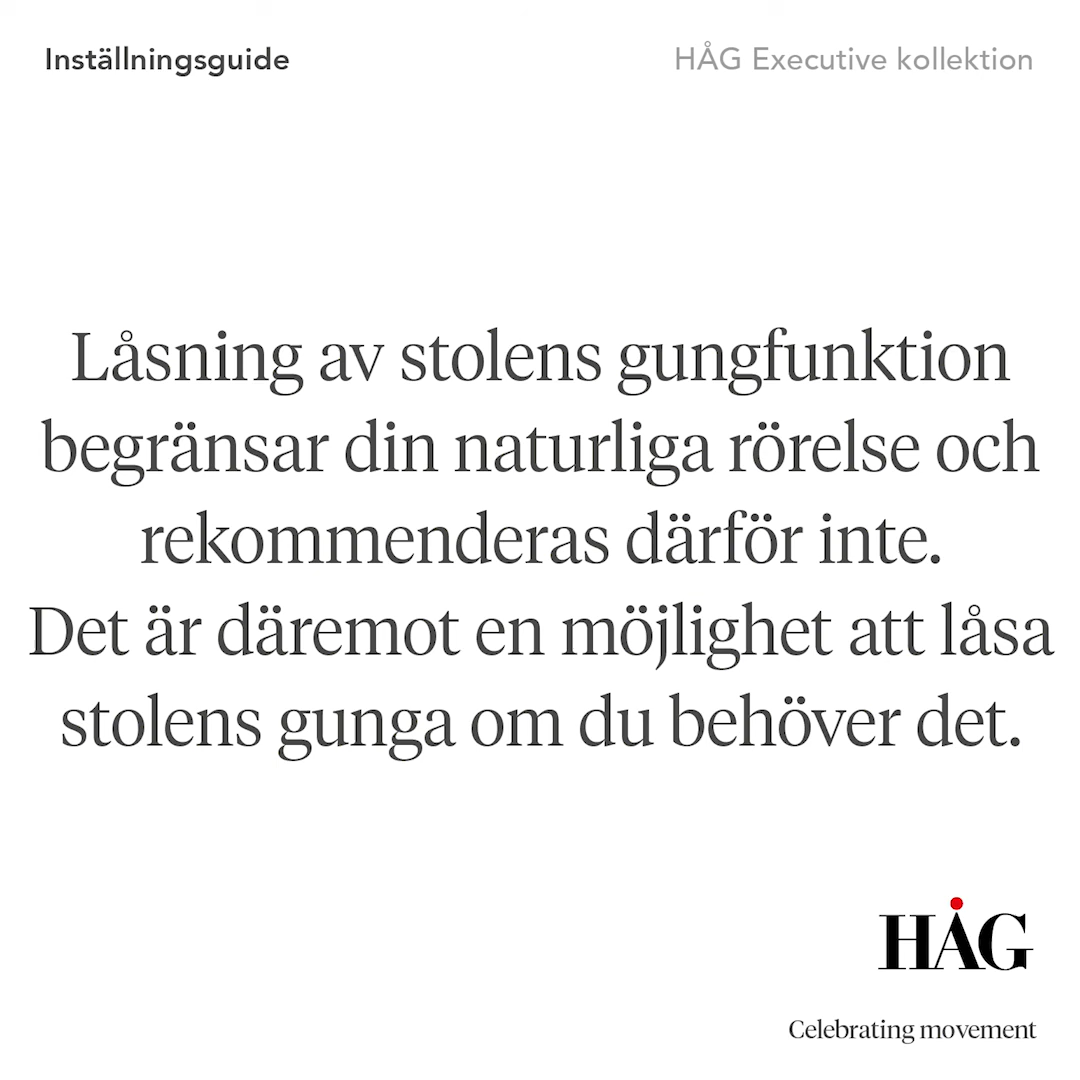 Inställningsguide
HÅG Executive kollektion
Låsning av stolens gungfunktion
begränsar din naturliga rörelse och
rekommenderas därför inte.
Det är däremot en möjlighet att låsa
stolens gunga om du behöver det.
HÅG
Celebrating movement